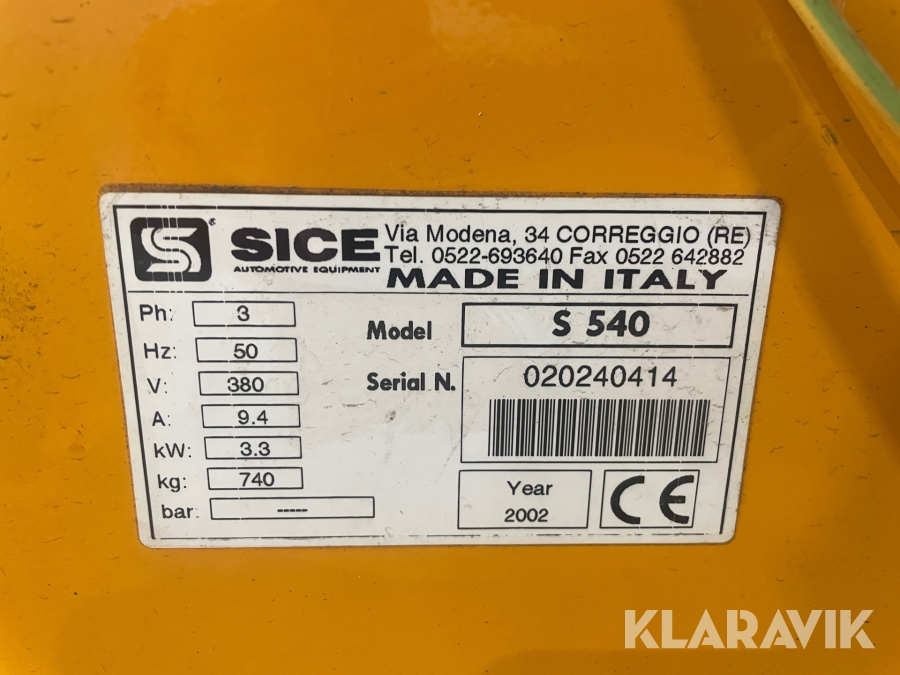 SICE
AUTOMOTIVE EQUIPMENT
Via Modena, 34 CORREGGIO (RE)
Tel. 0522-693640 Fax 0522 642882
MADE IN ITALY
Ph: 3
Hz: 50
V: 380
A: 9.4
kW: 3.3
kg: 740
bar: -----
Model S 540
Serial N. 020240414
Year
2002
CE
KLARAVIK